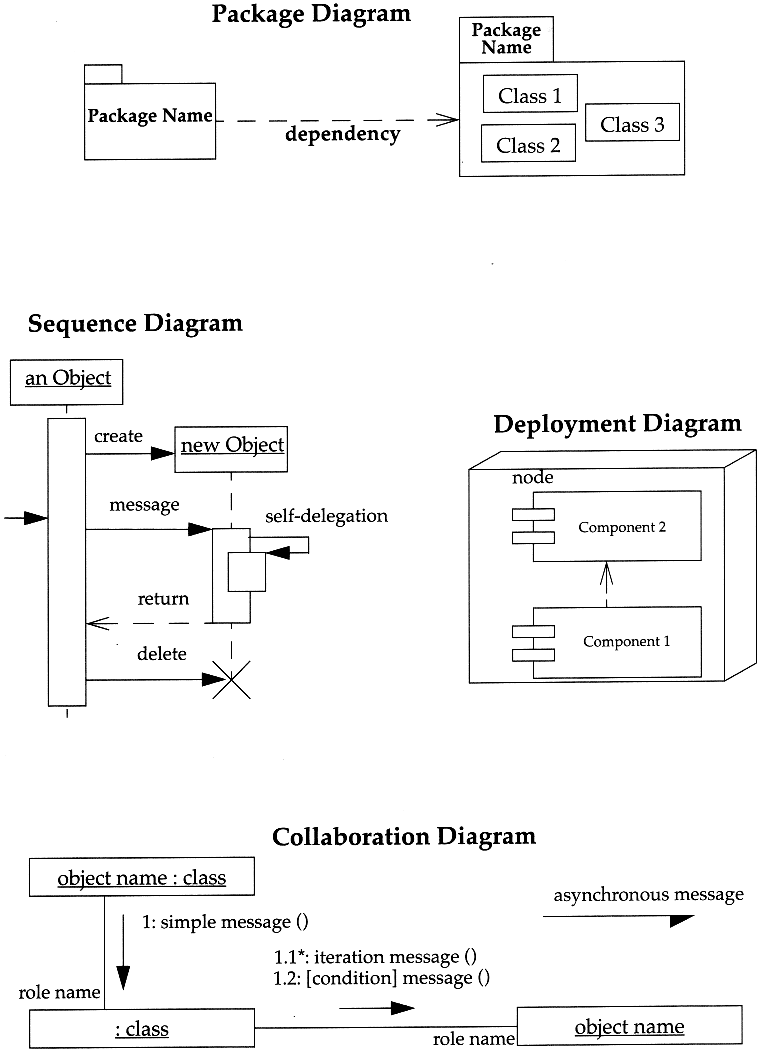 Package Diagram
Package
Name
Package Name
Class 1
Class 3
dependency
Class 2
Sequence Diagram
an Object
create
new Object
message
self-delegation
return
delete
Deployment Diagram
node
Component 2
Component 1
Collaboration Diagram
object name : class
asynchronous message
1: simple message ()
1.1*: iteration message ()
1.2: [condition] message ()
role name
: class
role name
object name